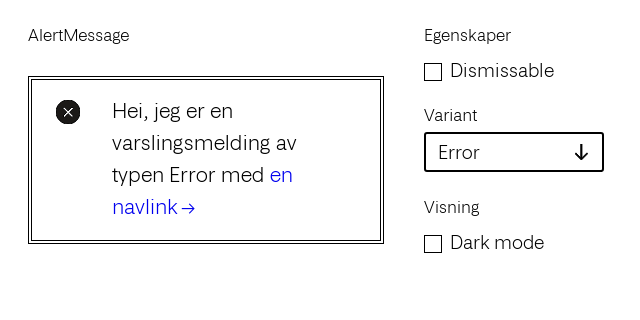 AlertMessage
Hei, jeg er en
varslingsmelding av
typen Error med en
navlink →
Egenskaper
Dismissable
Variant
Error
Visning
Dark mode